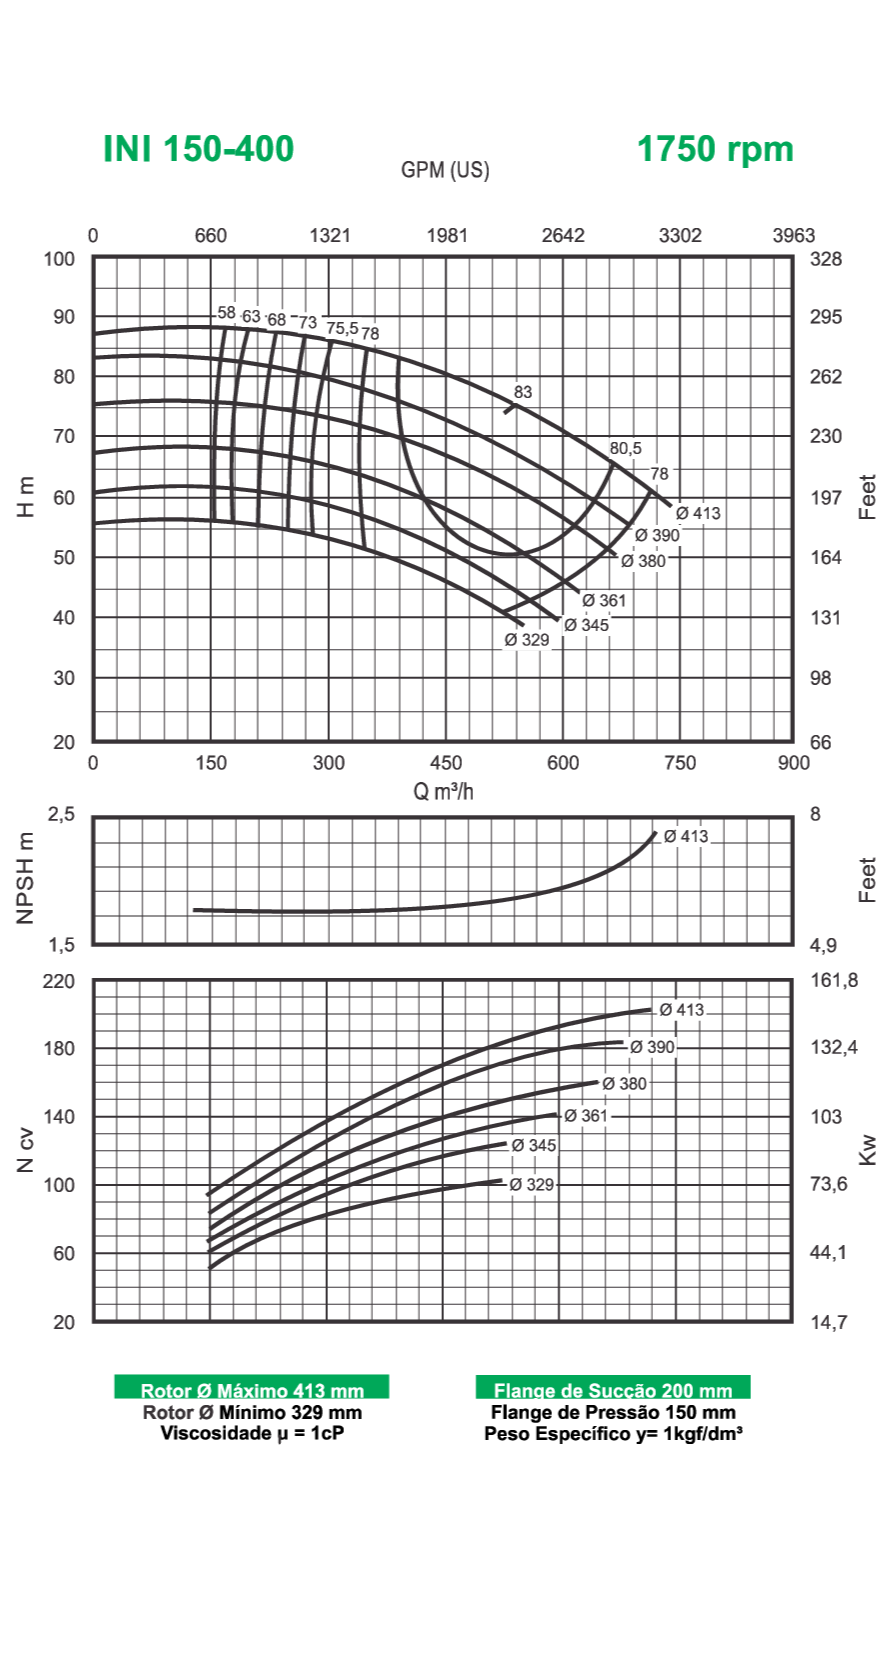 INI 150-400
1750 rpm
GPM (US)
0 660 1321 1981 2642 3302 3963
100 328
90 295
80 262
70 230
60 197
50 164
40 131
30 98
20 66
H m
Feet
58 63 68 73 75,5 78
83
80,5
78
Ø 413
Ø 390
Ø 380
Ø 361
Ø 345
Ø 329
0 150 300 450 600 750 900
Q m³/h
2,5 8
NPSH m
Feet
Ø 413
1,5 4,9
220 161,8
180 132,4
140 103
100 73,6
60 44,1
20 14,7
N cv
Kw
Ø 413
Ø 390
Ø 380
Ø 361
Ø 345
Ø 329
Rotor Ø Máximo 413 mm
Rotor Ø Mínimo 329 mm
Viscosidade µ = 1cP
Flange de Sucção 200 mm
Flange de Pressão 150 mm
Peso Específico y= 1kgf/dm³